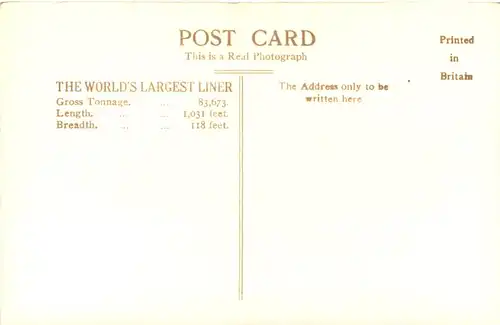 POST CARD
This is a Real Photograph
Printed
in
Britain
THE WORLD'S LARGEST LINER
Gross Tonnage. ... 83,673.
Length. ... ... 1,031 feet.
Breadth. ... ... 118 feet.
The Address only to be
written here